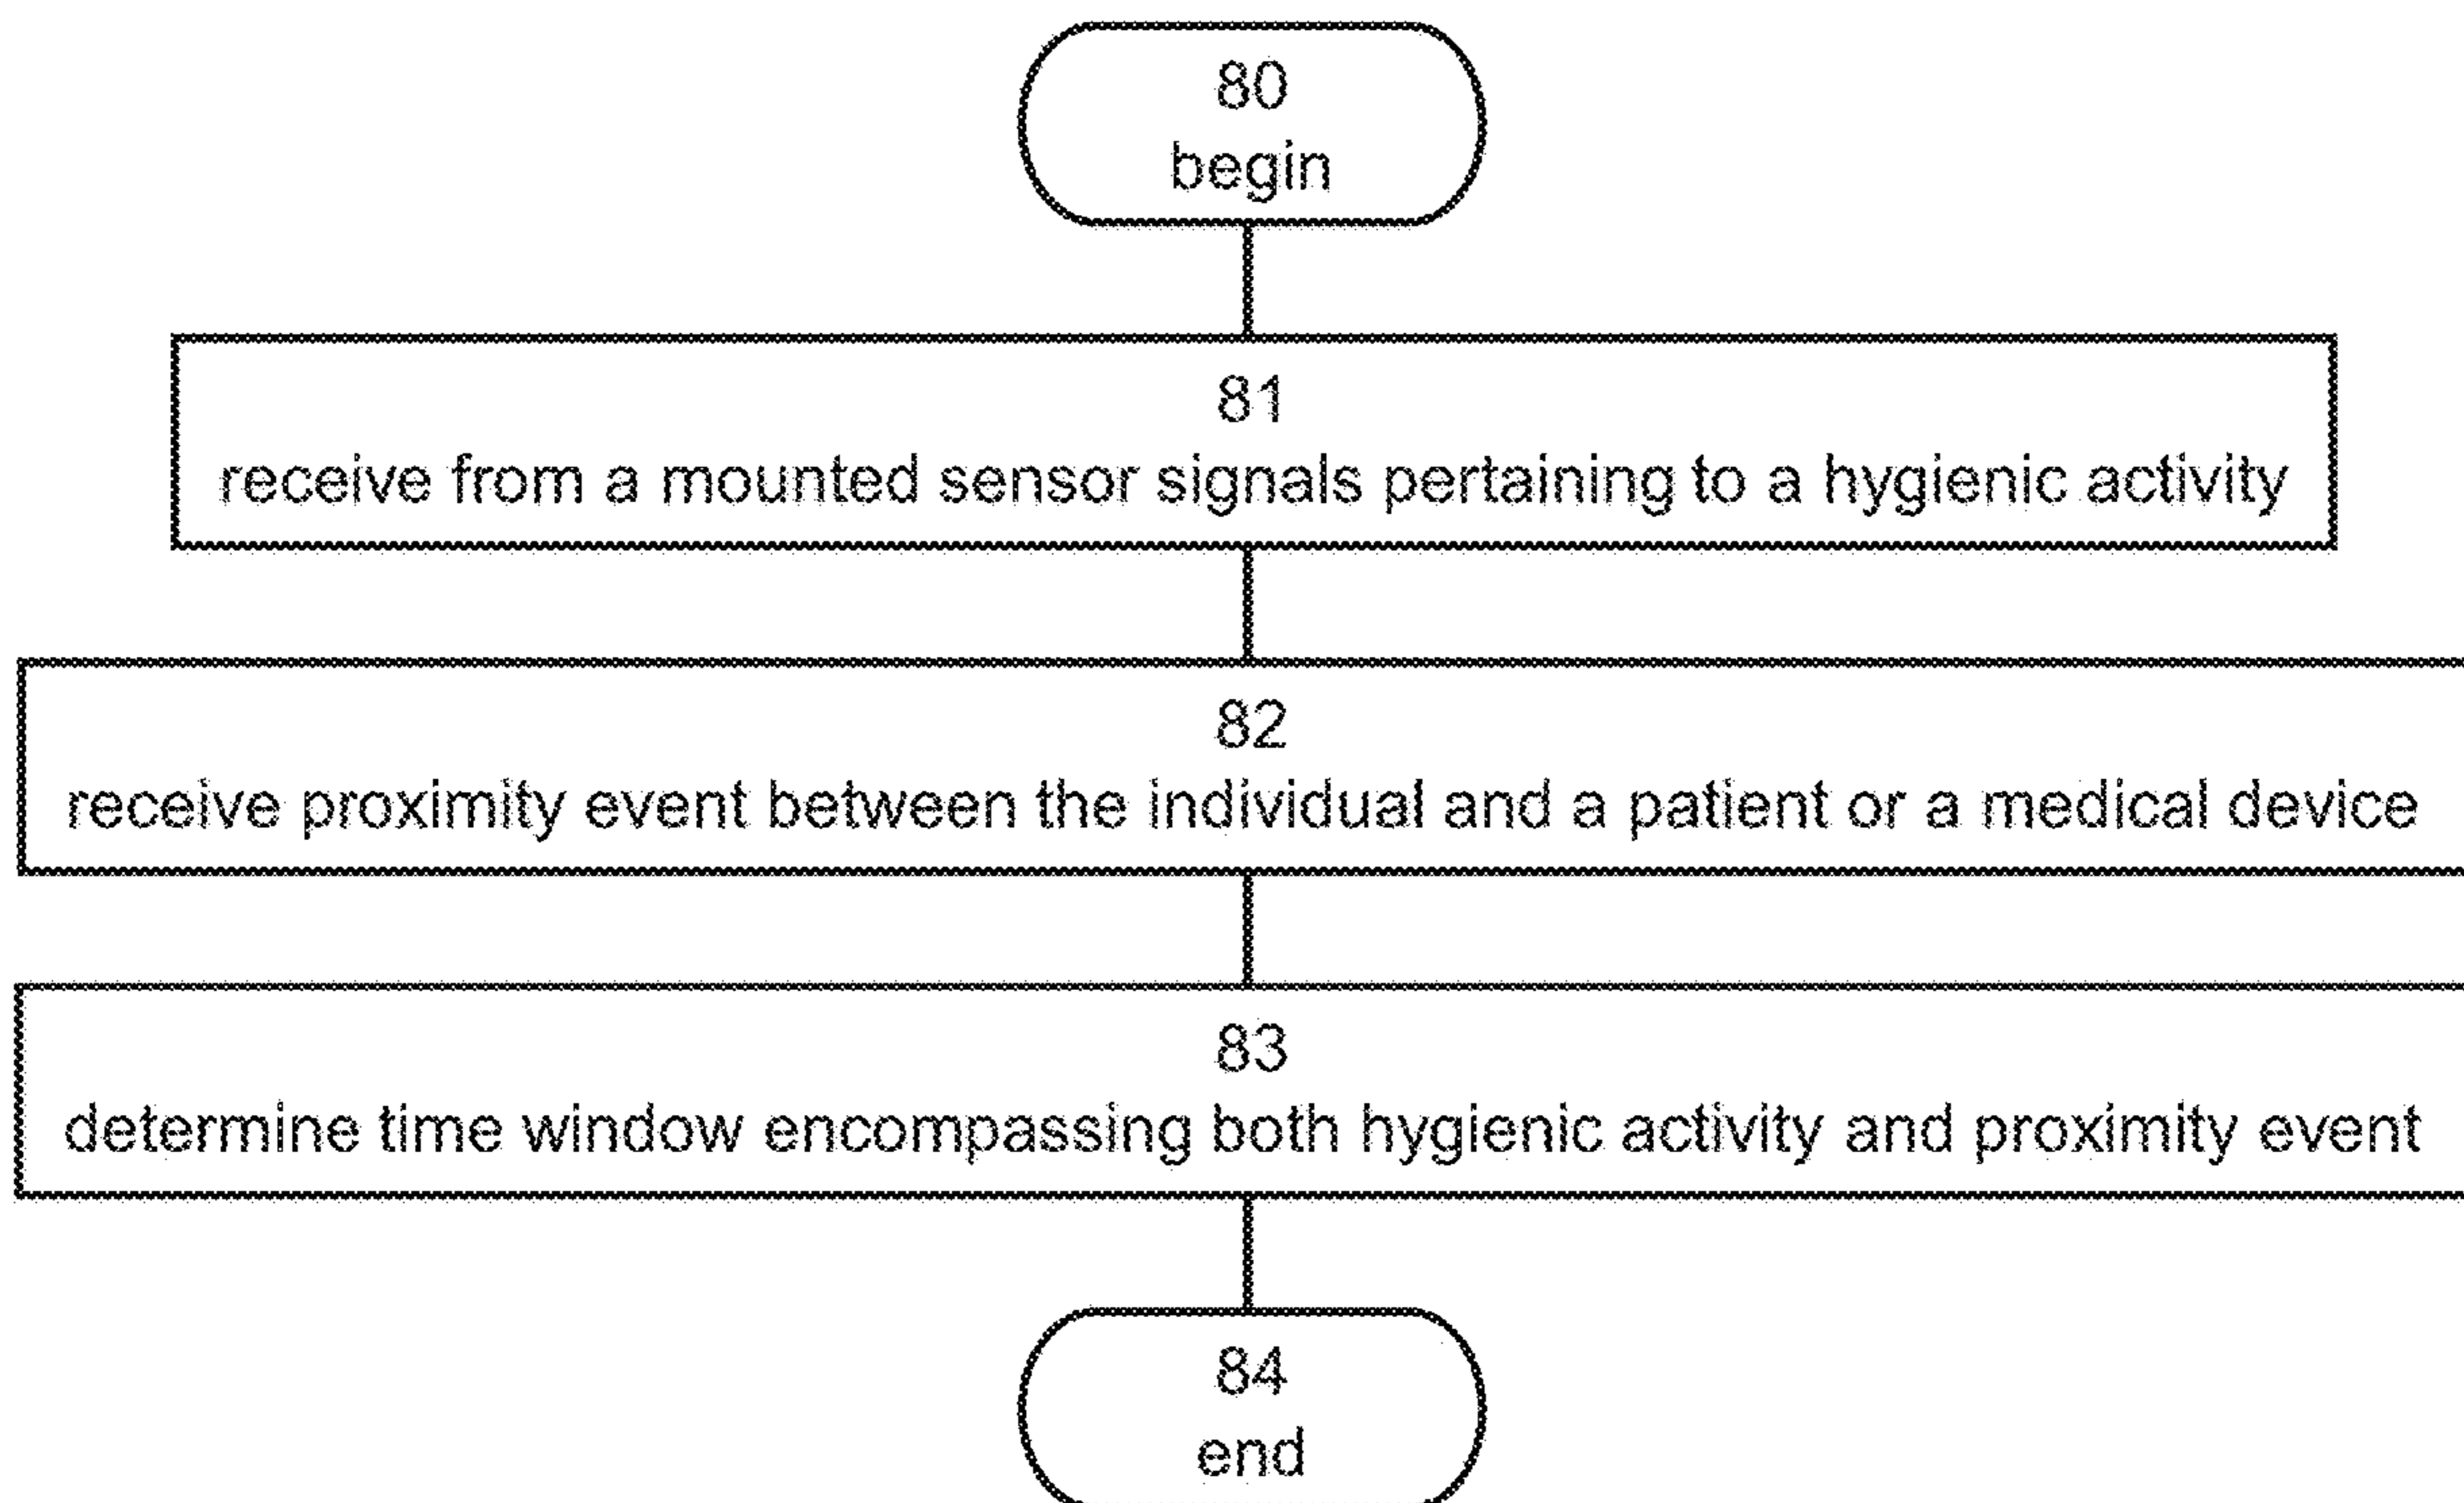 80
begin
81
receive from a mounted sensor signals pertaining to a hygienic activity
82
receive proximity event between the individual and a patient or a medical device
83
determine time window encompassing both hygienic activity and proximity event
84
end